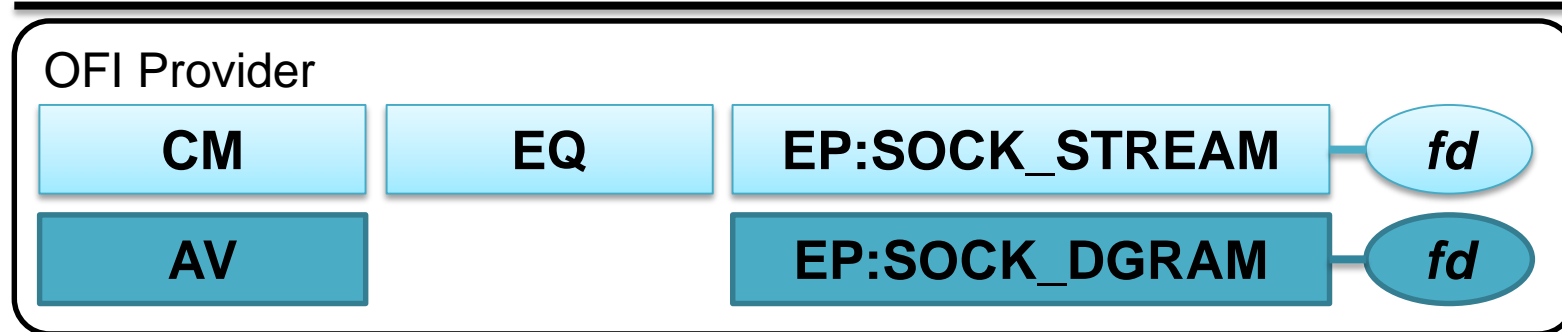 OFI Provider
CM EQ EP:SOCK_STREAM fd
AV EP:SOCK_DGRAM fd